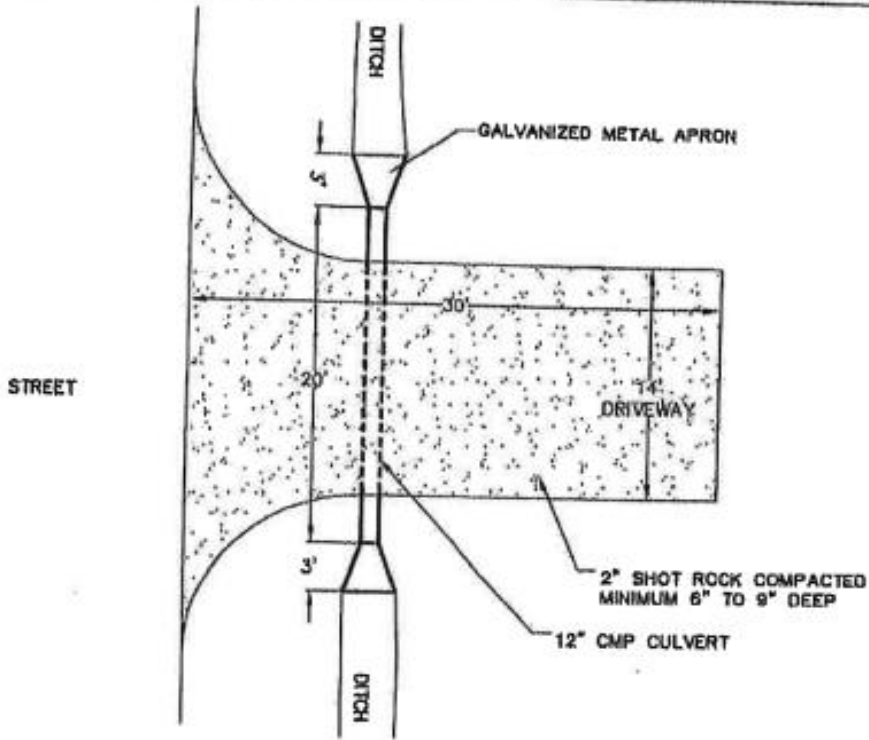 DITCH
GALVANIZED METAL APRON
30'
STREET
20'
14'
DRIVEWAY
3'
2" SHOT ROCK COMPACTED
MINIMUM 6" TO 9" DEEP
12" CMP CULVERT
DITCH